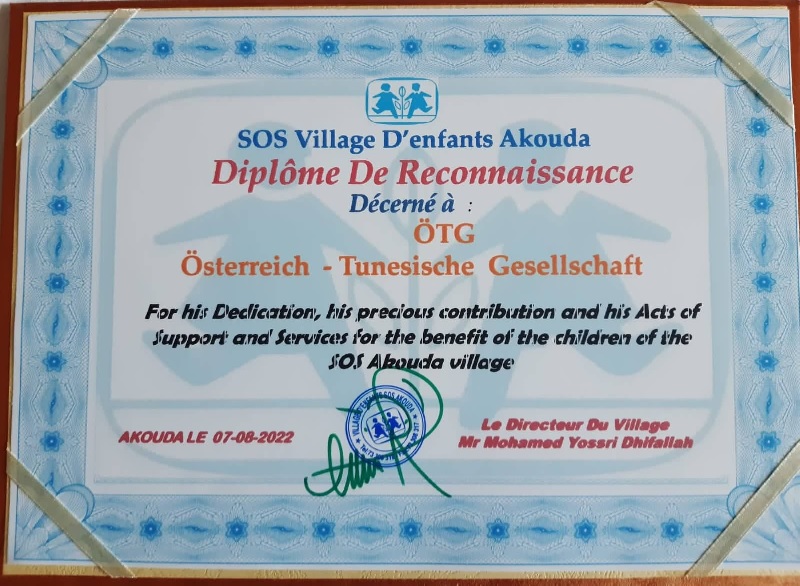 SOS Village D'enfants Akouda
Diplôme De Reconnaissance
Décerné à :
ÖTG
Österreich - Tunesische Gesellschaft
For his Dedication, his precious contribution and his Acts of
Support and Services for the benefit of the children of the
SOS Akouda village
AKOUDA LE 07-08-2022
Le Directeur Du Village
Mr Mohamed Yossri Dhifallah
SOS AKOUDA